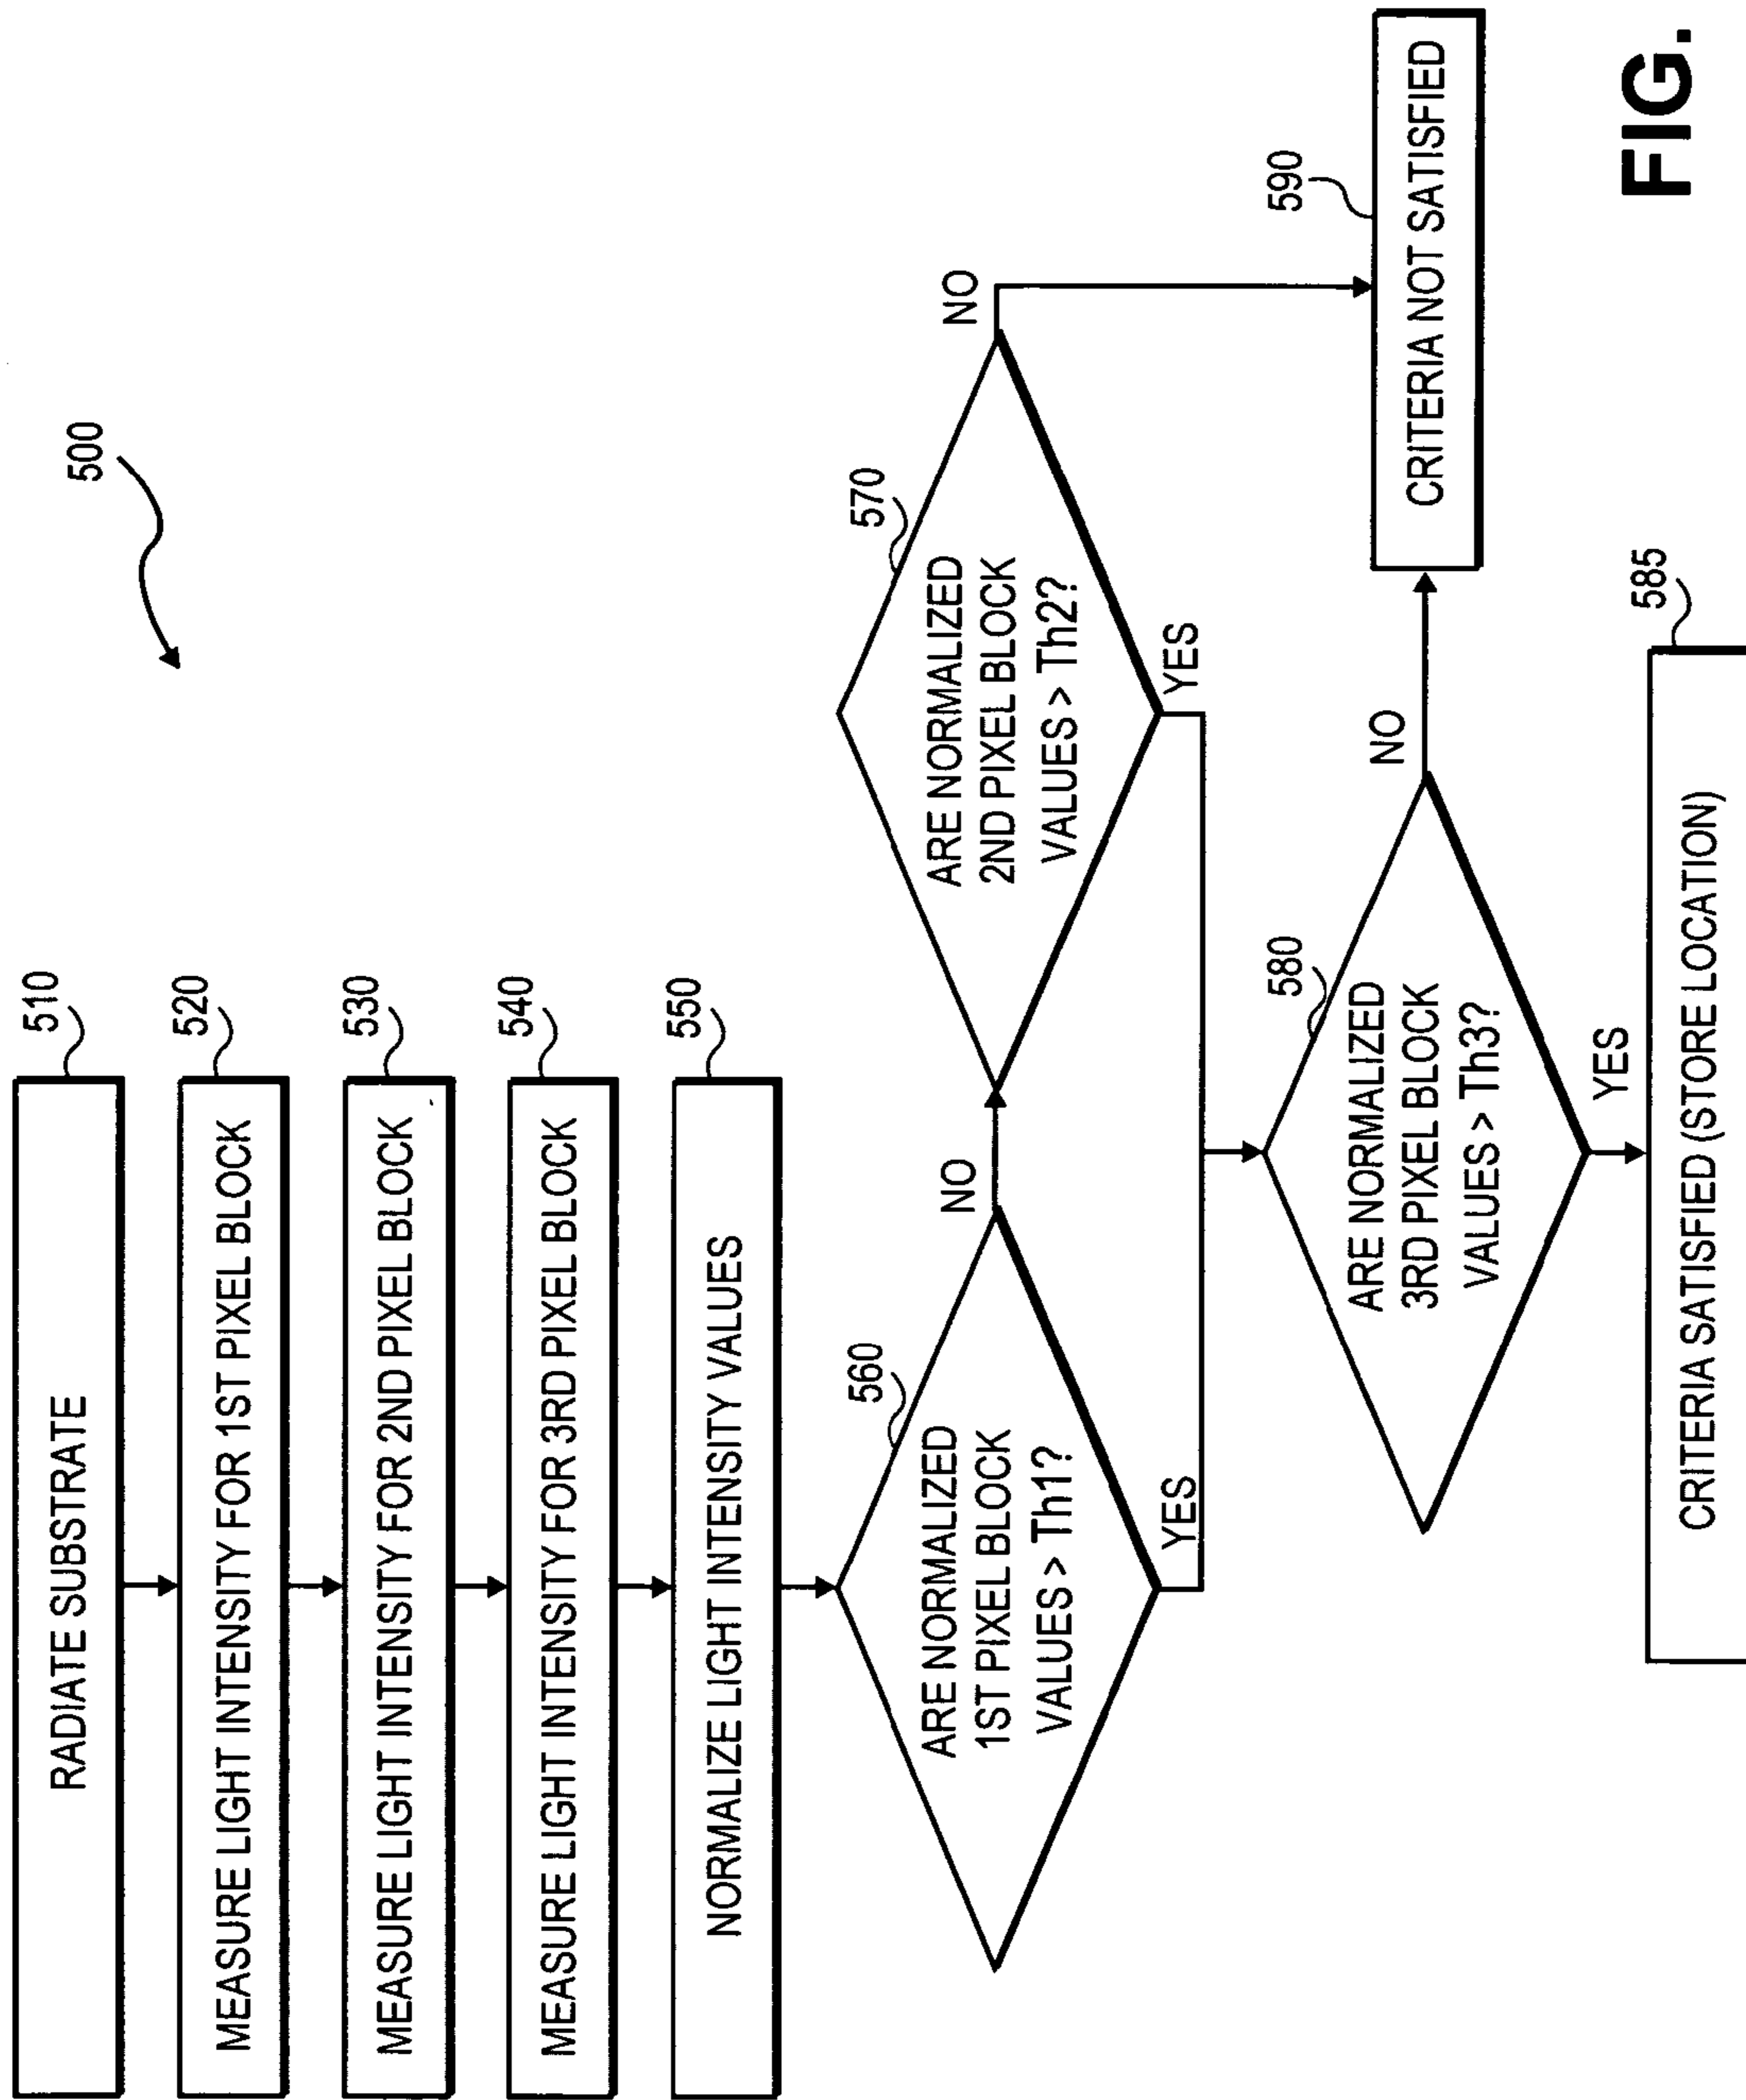 500
510
RADIATE SUBSTRATE
520
MEASURE LIGHT INTENSITY FOR 1ST PIXEL BLOCK
530
MEASURE LIGHT INTENSITY FOR 2ND PIXEL BLOCK
540
MEASURE LIGHT INTENSITY FOR 3RD PIXEL BLOCK
550
NORMALIZE LIGHT INTENSITY VALUES
560
ARE NORMALIZED
1ST PIXEL BLOCK
VALUES > Th1?
NO
YES
570
ARE NORMALIZED
2ND PIXEL BLOCK
VALUES > Th2?
NO
YES
580
ARE NORMALIZED
3RD PIXEL BLOCK
VALUES > Th3?
NO
YES
590
CRITERIA NOT SATISFIED
585
CRITERIA SATISFIED (STORE LOCATION)
FIG.